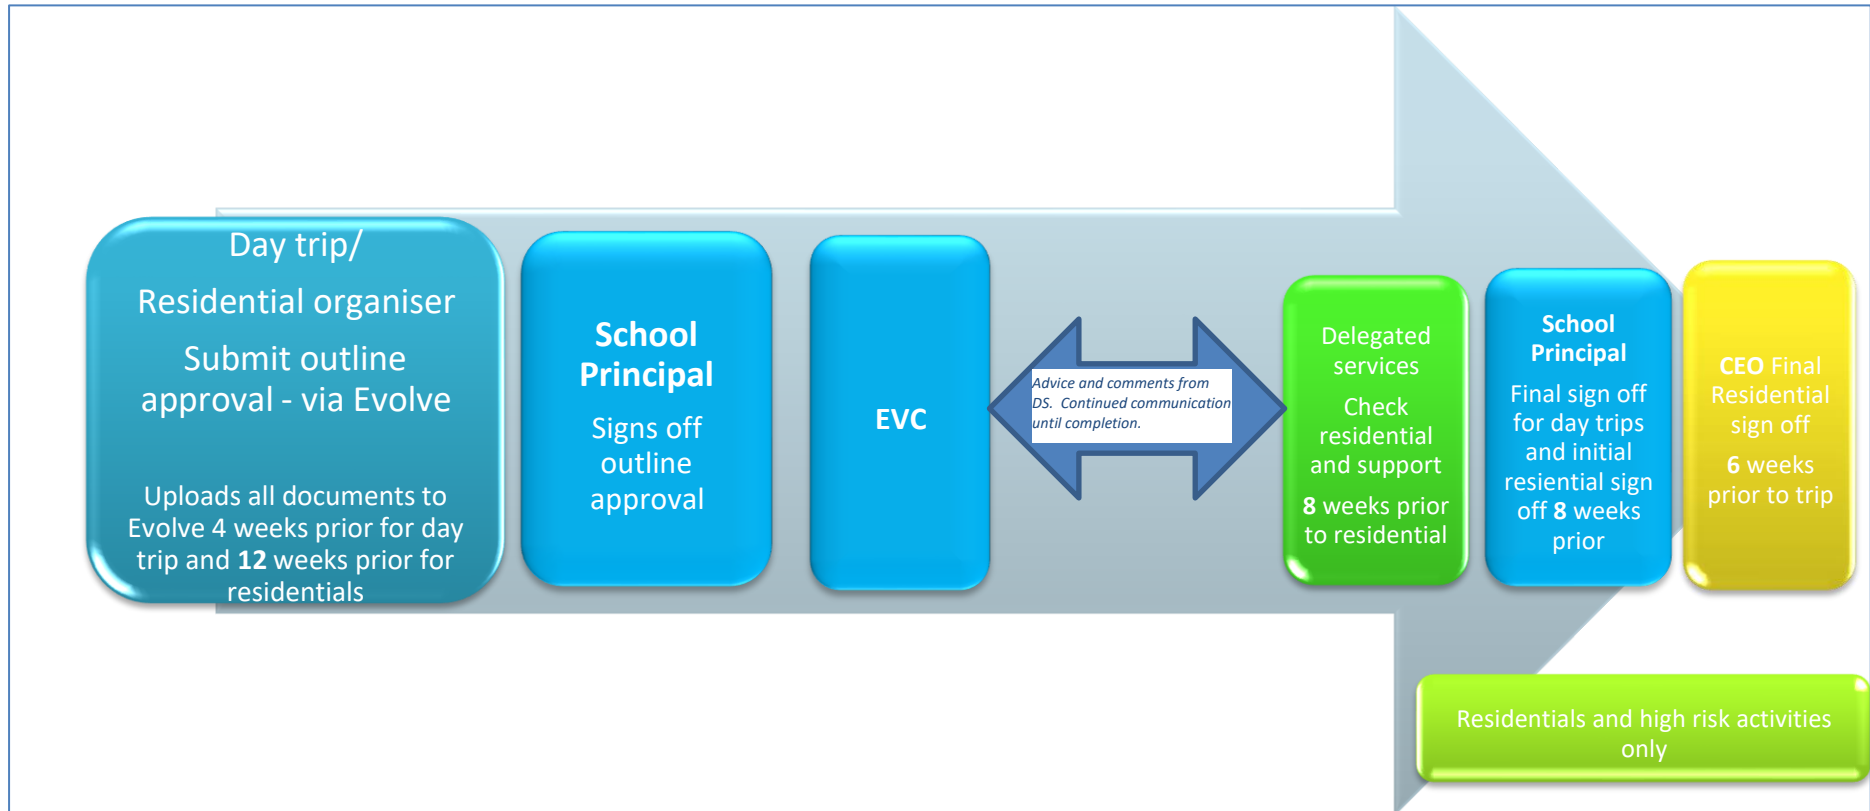 Day trip/
Residential organiser
Submit outline
approval - via Evolve
Uploads all documents to
Evolve 4 weeks prior for day
trip and 12 weeks prior for
residentials
School
Principal
Signs off
outline
approval
EVC
Advice and comments from
DS. Continued communication
until completion.
Delegated
services
Check
residential
and support
8 weeks prior
to residential
School
Principal
Final sign off
for day trips
and initial
resiential sign
off 8 weeks
prior
CEO Final
Residential
sign off
6 weeks
prior to trip
Residentials and high risk activities
only